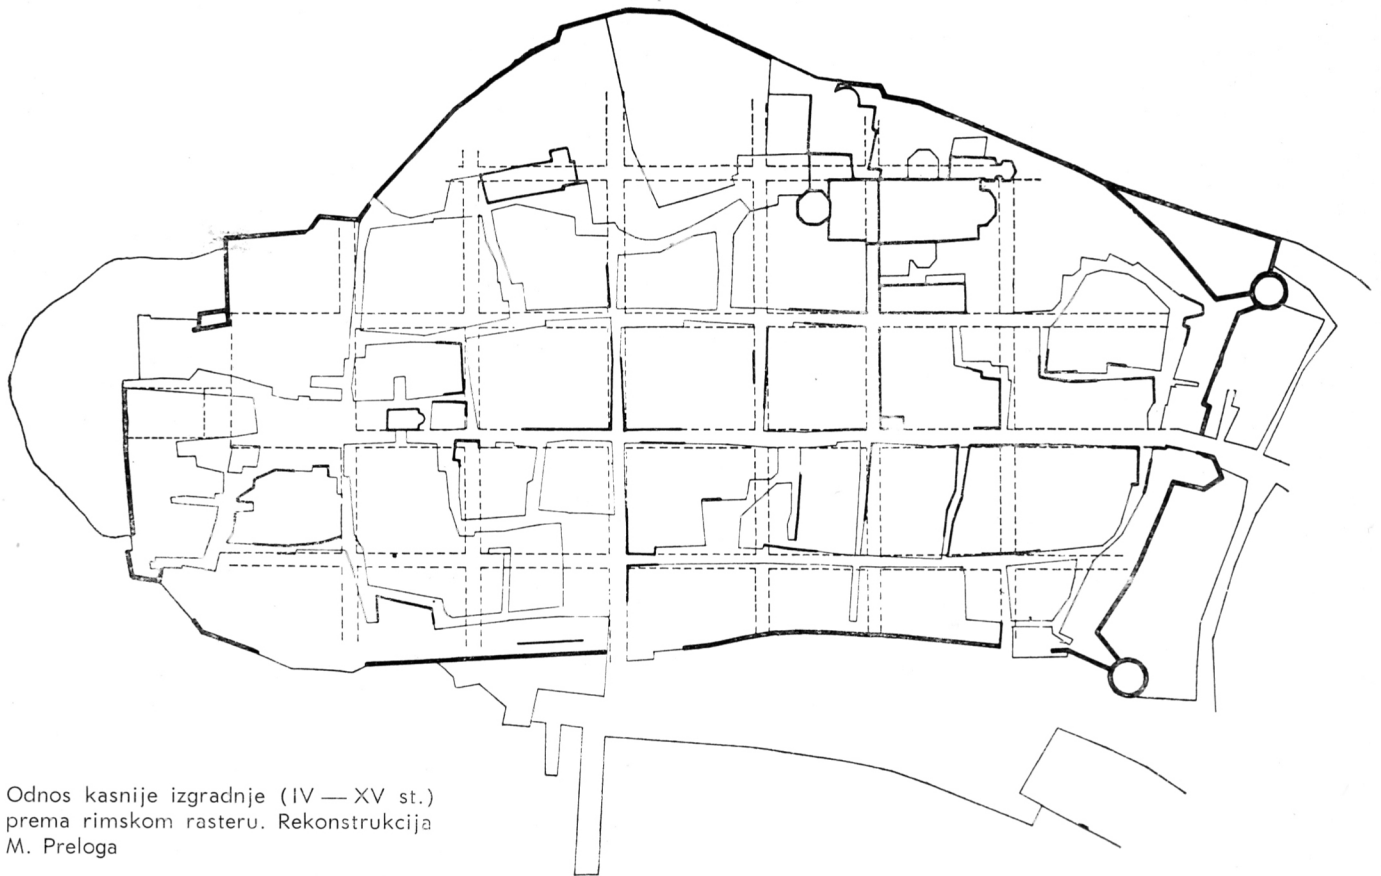 Odnos kasnije izgradnje (IV — XV st.)
prema rimskom rasteru. Rekonstrukcija
M. Preloga